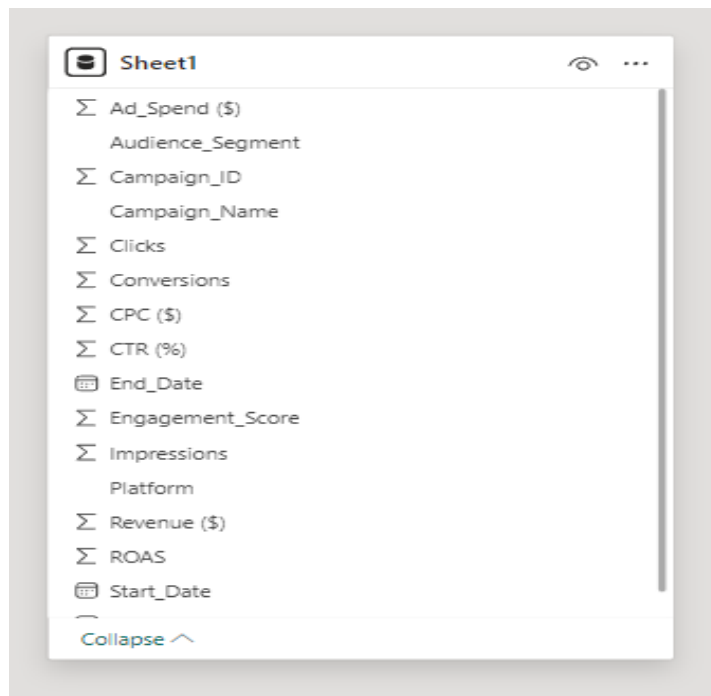 Sheet1
Ad_Spend ($)
Audience_Segment
Campaign_ID
Campaign_Name
Clicks
Conversions
CPC ($)
CTR (%)
End_Date
Engagement_Score
Impressions
Platform
Revenue ($)
ROAS
Start_Date
Collapse